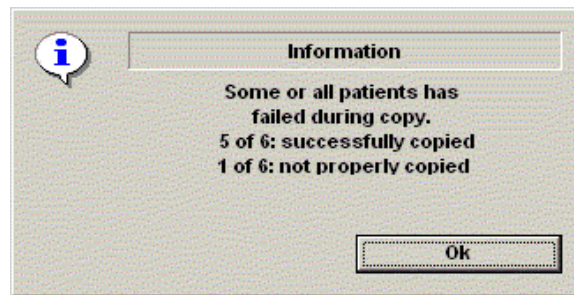 Information
Some or all patients has
failed during copy.
5 of 6: successfully copied
1 of 6: not properly copied
Ok